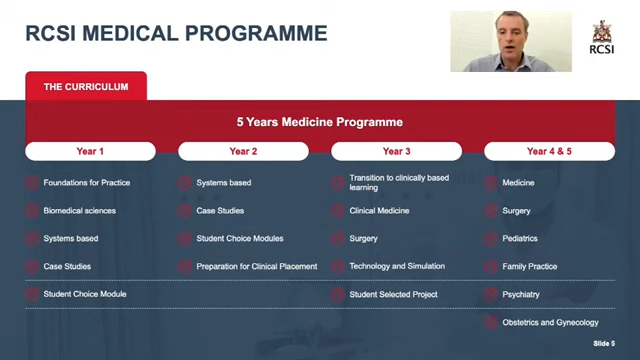 RCSI MEDICAL PROGRAMME
RCSI
THE CURRICULUM
5 Years Medicine Programme
Year 1
Foundations for Practice
Biomedical sciences
Systems based
Case Studies
Student Choice Module
Year 2
Systems based
Case Studies
Student Choice Modules
Preparation for Clinical Placement
Year 3
Transition to clinically based
learning
Clinical Medicine
Surgery
Technology and Simulation
Student Selected Project
Year 4 & 5
Medicine
Surgery
Pediatrics
Family Practice
Psychiatry
Obstetrics and Gynecology
Slide 5